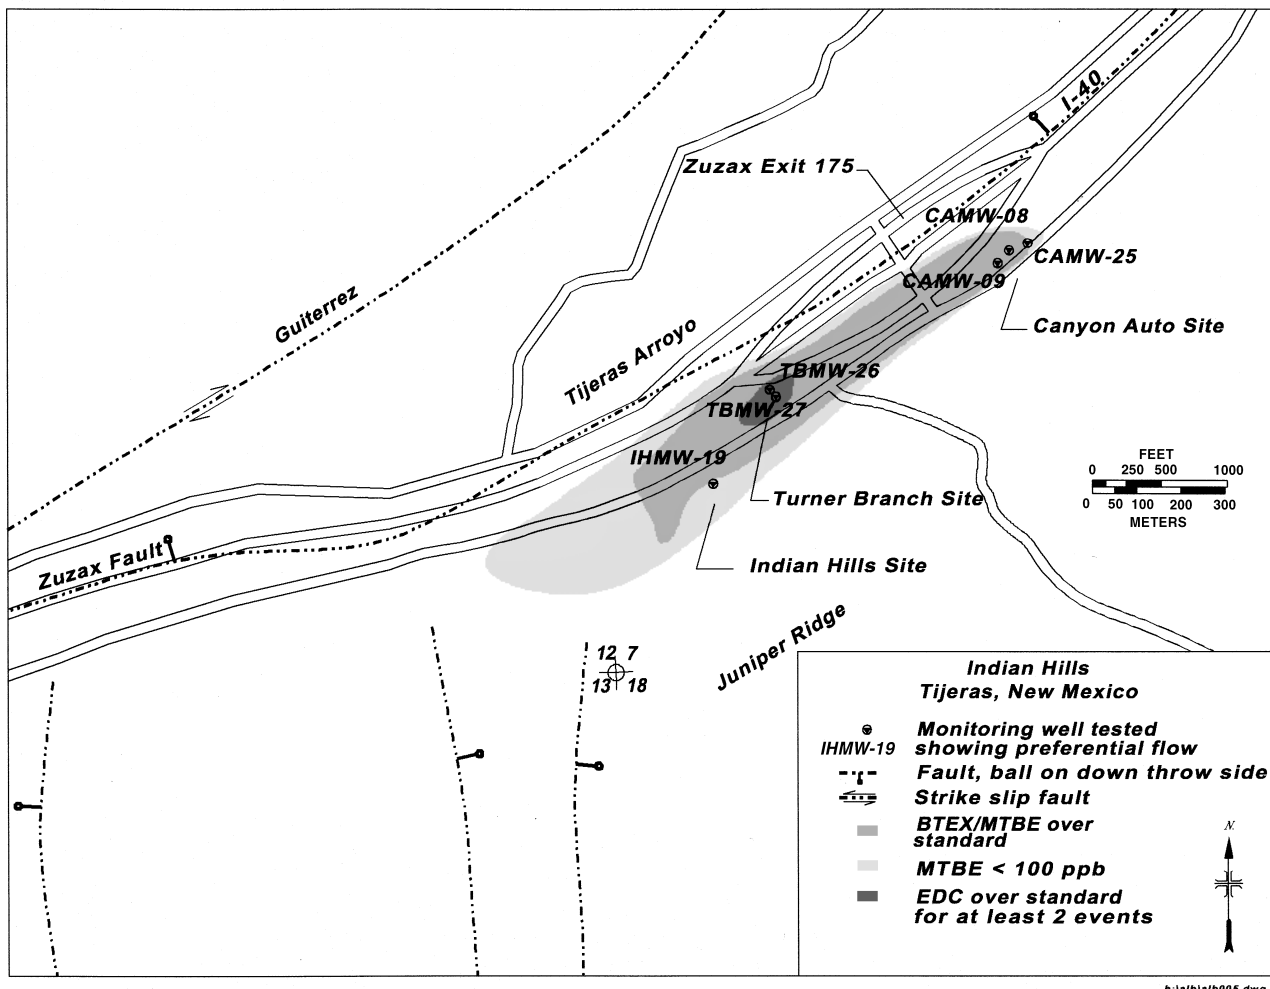 I-40
Zuzax Exit 175
CAMW-08
CAMW-25
CAMW-09
Guiterrez
Canyon Auto Site
Tijeras Arroyo
TBMW-26
TBMW-27
IHMW-19
FEET
0 250 500 1000
0 50 100 200 300
METERS
Turner Branch Site
Zuzax Fault
Indian Hills Site
Juniper Ridge
12 7
13 18
Indian Hills
Tijeras, New Mexico
Monitoring well tested
IHMW-19 showing preferential flow
Fault, ball on down throw side
Strike slip fault
BTEX/MTBE over
standard
MTBE < 100 ppb
EDC over standard
for at least 2 events
N.